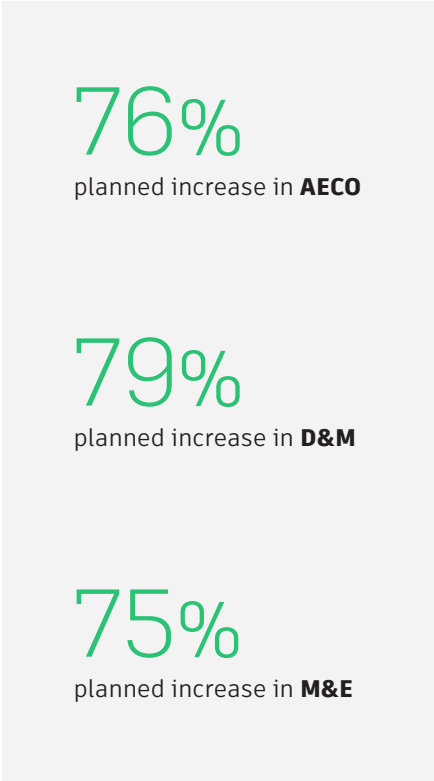 76%
planned increase in AECO
79%
planned increase in D&M
75%
planned increase in M&E